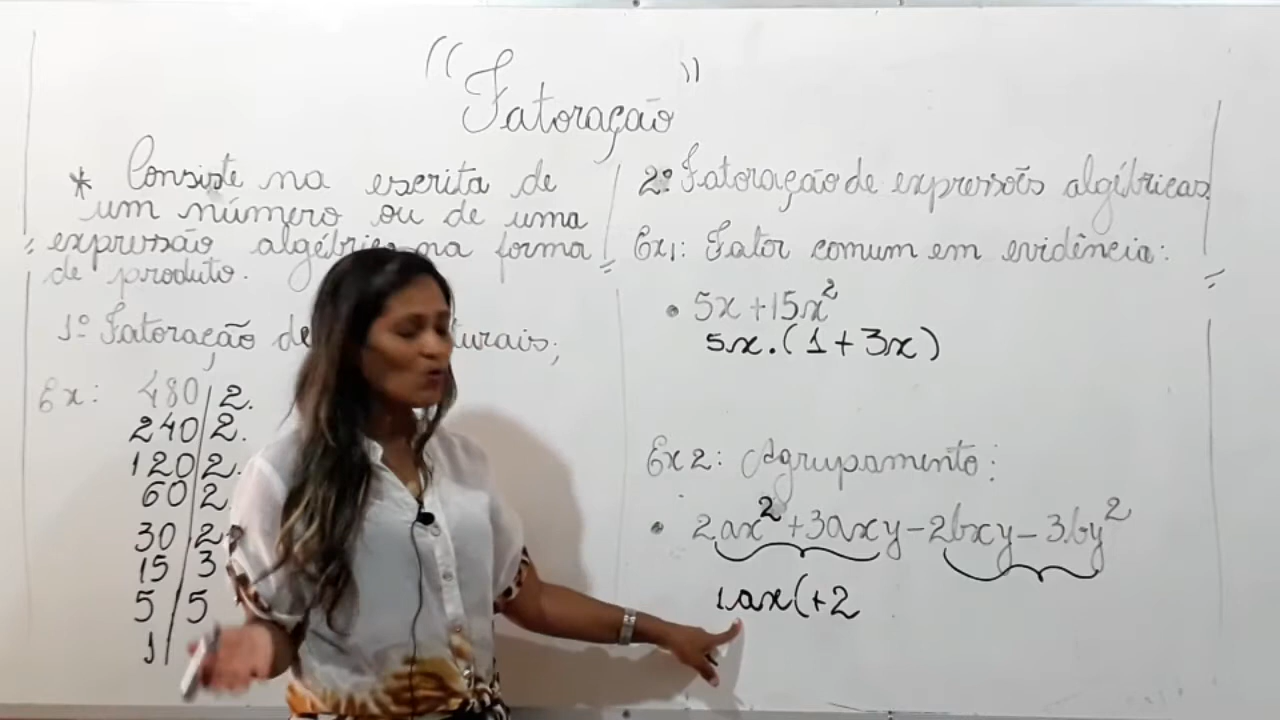 "Fatoração"
* Consiste na escrita de
um número ou de uma
expressão algébrica na forma
de produto.
1º Fatoração de turais;
Ex: 480 | 2.
240 | 2.
120 | 2.
60 | 2
30 | 2
15 | 3
5 | 5
1 |
2º Fatoração de expressões algébricas.
Ex1: Fator comum em evidência:
• 5x + 15x²
5x.(1 + 3x)
Ex2: Agrupamento:
• 2ax² + 3axy - 2bxy - 3by²
1ax(+2